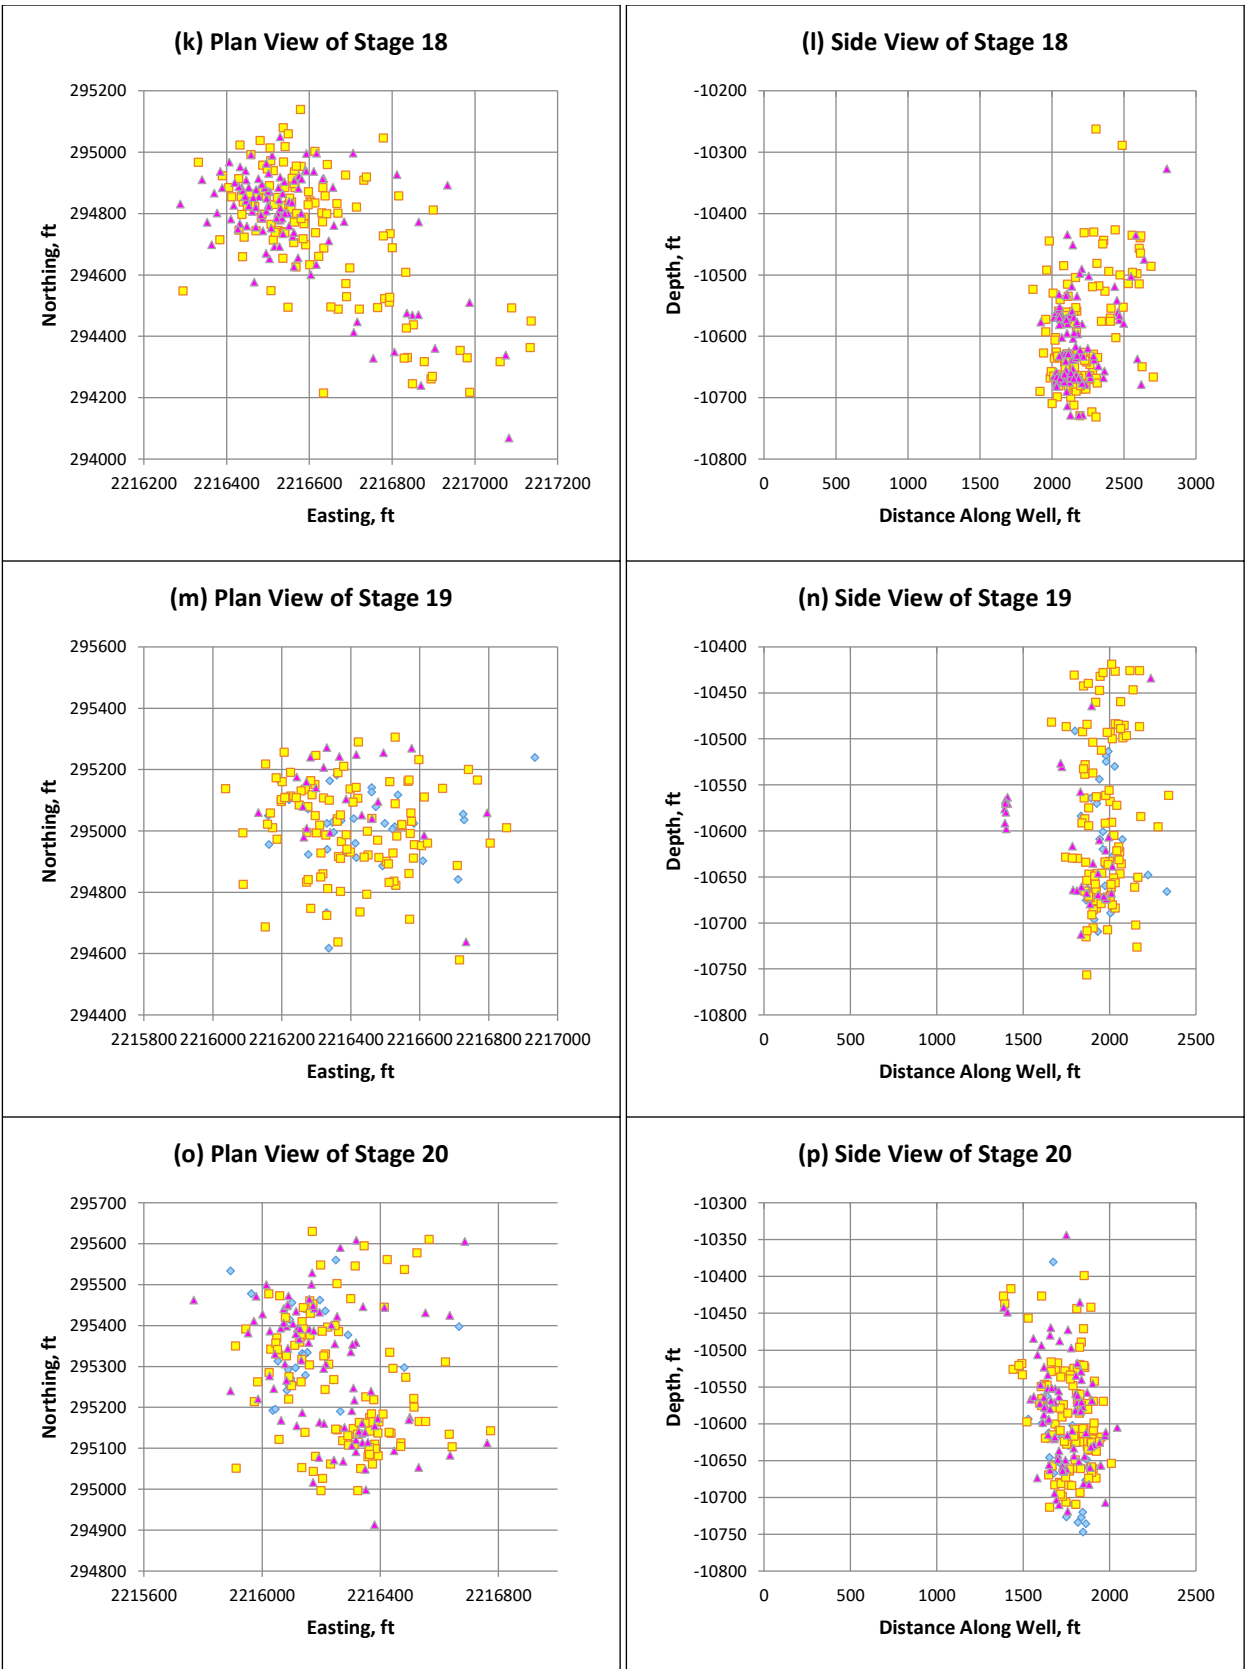 (k) Plan View of Stage 18
295200
295000
294800
294600
294400
294200
294000
Northing, ft
2216200 2216400 2216600 2216800 2217000 2217200
Easting, ft
(l) Side View of Stage 18
-10200
-10300
-10400
-10500
-10600
-10700
-10800
Depth, ft
0 500 1000 1500 2000 2500 3000
Distance Along Well, ft
(m) Plan View of Stage 19
295600
295400
295200
295000
294800
294600
294400
Northing, ft
2215800 2216000 2216200 2216400 2216600 2216800 2217000
Easting, ft
(n) Side View of Stage 19
-10400
-10450
-10500
-10550
-10600
-10650
-10700
-10750
-10800
Depth, ft
0 500 1000 1500 2000 2500
Distance Along Well, ft
(o) Plan View of Stage 20
295700
295600
295500
295400
295300
295200
295100
295000
294900
294800
Northing, ft
2215600 2216000 2216400 2216800
Easting, ft
(p) Side View of Stage 20
-10300
-10350
-10400
-10450
-10500
-10550
-10600
-10650
-10700
-10750
-10800
Depth, ft
0 500 1000 1500 2000 2500
Distance Along Well, ft